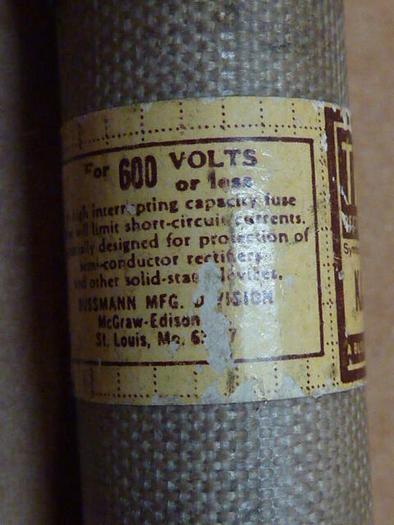 For 600 VOLTS
or less
high interrupting capacity fuse
will limit short-circuit currents.
designed for protection of
semi-conductor rectifiers
and other solid-state devices.
BUSSMANN MFG. DIVISION
McGraw-Edison
St. Louis, Mo.